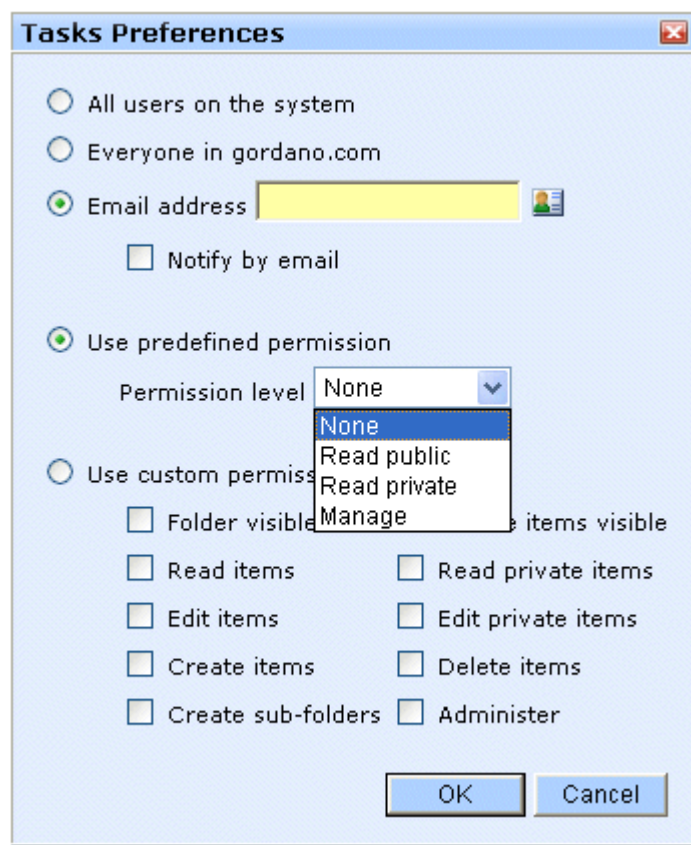 Tasks Preferences
All users on the system
Everyone in gordano.com
Email address
Notify by email
Use predefined permission
Permission level None
None
Read public
Read private
Manage
Use custom
Folder visible items visible
Read items Read private items
Edit items Edit private items
Create items Delete items
Create sub-folders Administer
OK Cancel